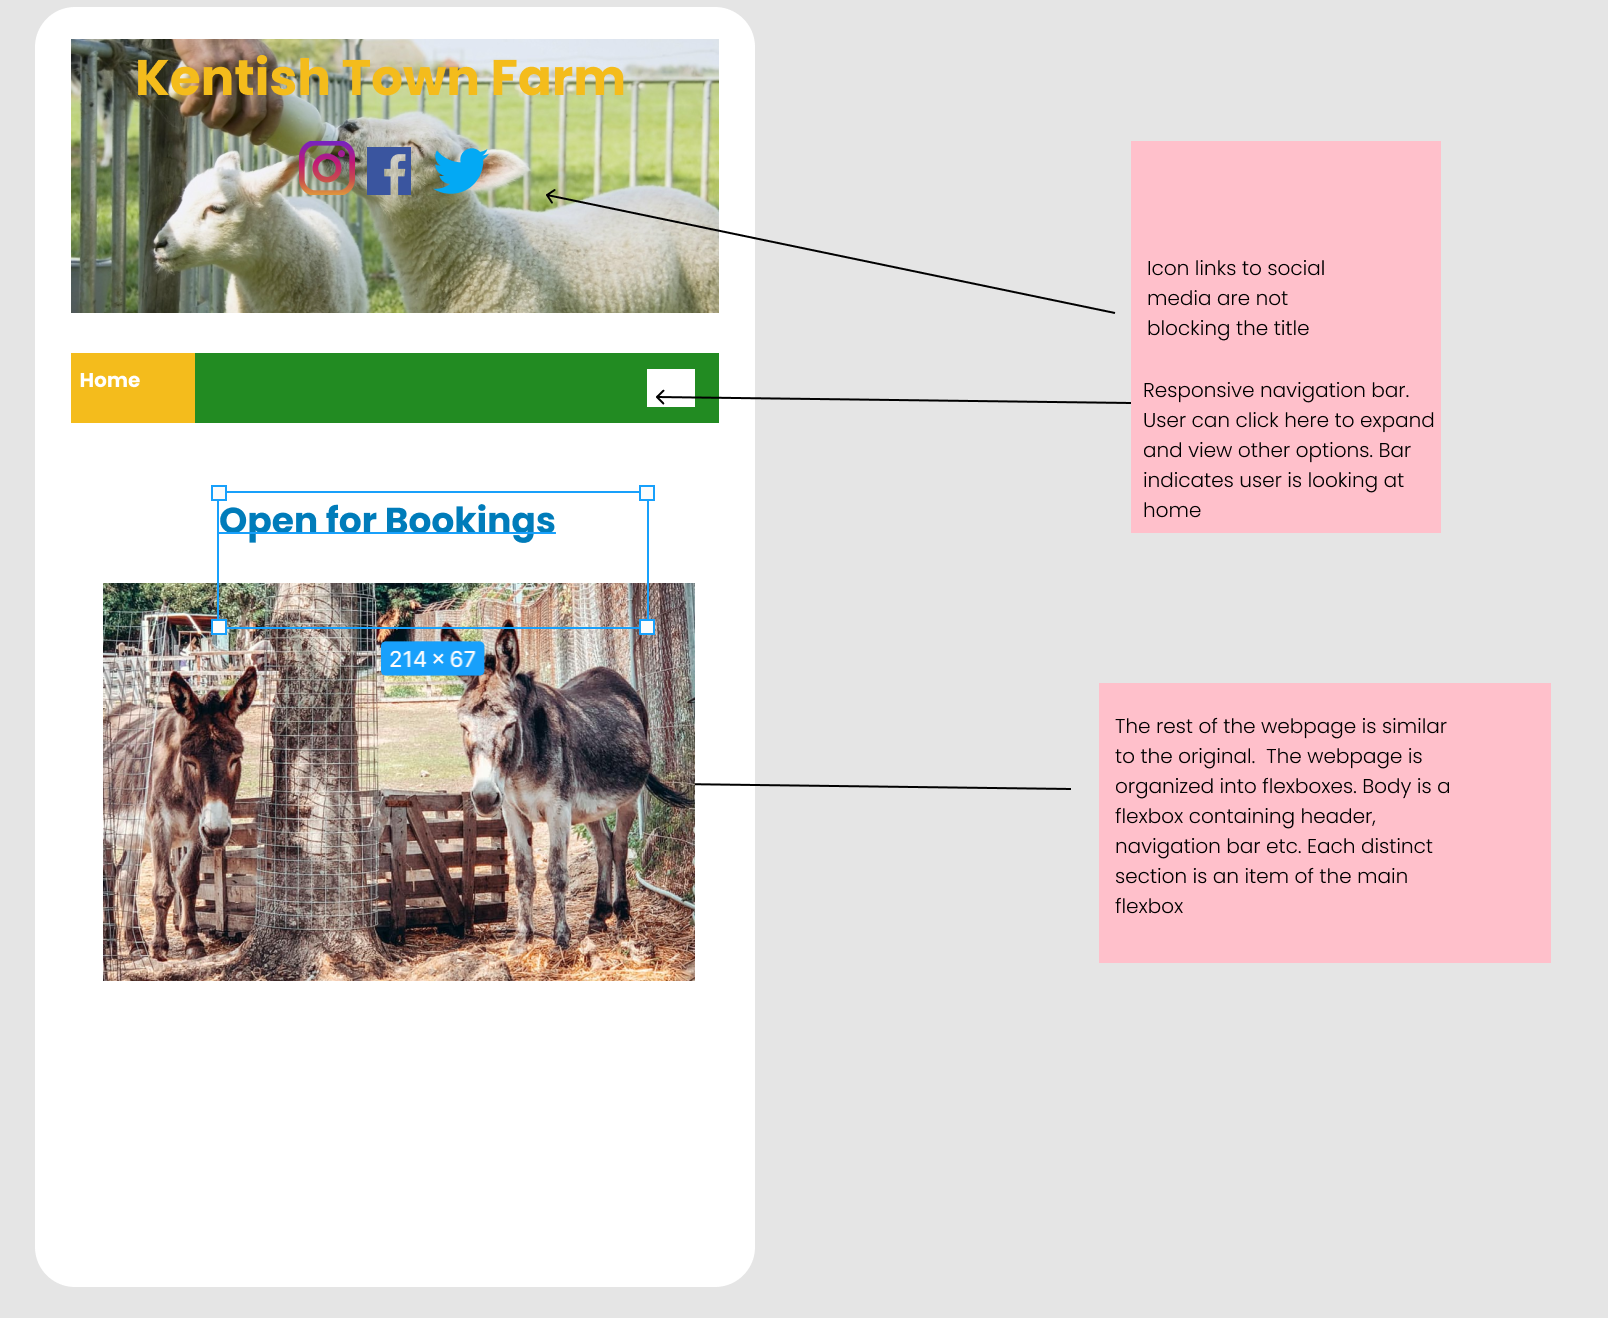 Kentish Town Farm
Icon links to social
media are not
blocking the title
Home
Responsive navigation bar.
User can click here to expand
and view other options. Bar
indicates user is looking at
home
Open for Bookings
214 × 67
The rest of the webpage is similar
to the original.  The webpage is
organized into flexboxes. Body is a
flexbox containing header,
navigation bar etc. Each distinct
section is an item of the main
flexbox